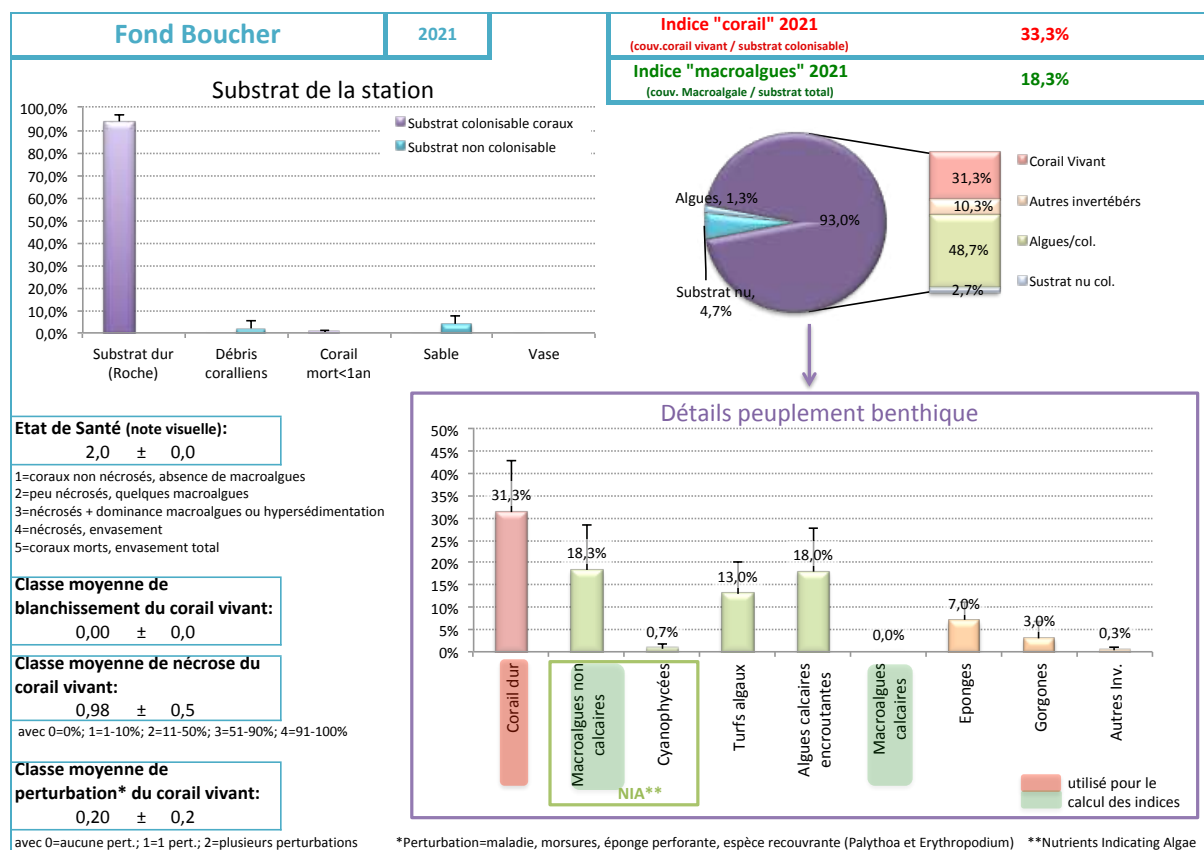 Fond Boucher
2021
Indice "corail" 2021
(couv.corail vivant / substrat colonisable)
33,3%
Indice "macroalgues" 2021
(couv. Macroalgale / substrat total)
18,3%
Substrat de la station
100,0%
90,0%
80,0%
70,0%
60,0%
50,0%
40,0%
30,0%
20,0%
10,0%
0,0%
Substrat colonisable coraux
Substrat non colonisable
Substrat dur
(Roche)
Débris
coralliens
Corail
mort<1an
Sable
Vase
Algues, 1,3%
93,0%
Substrat nu,
4,7%
31,3%
10,3%
48,7%
2,7%
Corail Vivant
Autres invertébérs
Algues/col.
Sustrat nu col.
Etat de Santé (note visuelle):
2,0 ± 0,0
1=coraux non nécrosés, absence de macroalgues
2=peu nécrosés, quelques macroalgues
3=nécrosés + dominance macroalgues ou hypersédimentation
4=nécrosés, envasement
5=coraux morts, envasement total
Classe moyenne de
blanchissement du corail vivant:
0,00 ± 0,0
Classe moyenne de nécrose du
corail vivant:
0,98 ± 0,5
avec 0=0%; 1=1-10%; 2=11-50%; 3=51-90%; 4=91-100%
Classe moyenne de
perturbation* du corail vivant:
0,20 ± 0,2
avec 0=aucune pert.; 1=1 pert.; 2=plusieurs perturbations
Détails peuplement benthique
50%
45%
40%
35%
30%
25%
20%
15%
10%
5%
0%
31,3%
18,3%
0,7%
13,0%
18,0%
0,0%
7,0%
3,0%
0,3%
Corail dur
Macroalgues non
calcaires
Cyanophycées
Turfs algaux
Algues calcaires
encroutantes
Macroalgues
calcaires
Eponges
Gorgones
Autres Inv.
NIA**
utilisé pour le
calcul des indices
*Perturbation=maladie, morsures, éponge perforante, espèce recouvrante (Palythoa et Erythropodium) **Nutrients Indicating Algae